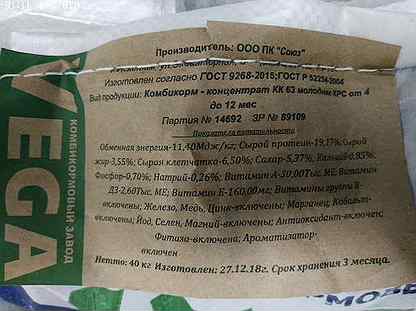 Производитель: ООО ПК "Союз"
Изготовлен согласно ГОСТ 9268-2015; ГОСТ Р 52254-2004
Вид продукции: Комбикорм - концентрат КК 63 молодняк КРС от 4
до 12 мес
Партия № 14692 ЗР № 89109
Показатели питательности
Обменная энергия-11,40Мдж/кг; Сырой протеин-19,17%; Сырой
жир-3,55%; Сырая клетчатка-6,50%; Сахар-5,37%; Кальций-0,95%;
Фосфор-0,70%; Натрий-0,26%; Витамин А-30,00Тыс. МЕ; Витамин
Д3-2,60Тыс. МЕ; Витамин Е-160,00мг; Витамины группы В-
включены; Железо, Медь, Цинк-включены; Марганец, Кобальт-
включены; Йод, Селен, Магний-включены; Антиоксидант-включен;
Фитаза-включена; Ароматизатор-
включен
Нетто: 40 кг Изготовлен: 27.12.18г. Срок хранения 3 месяца.
VEGA
КОМБИКОРМОВЫЙ ЗАВОД